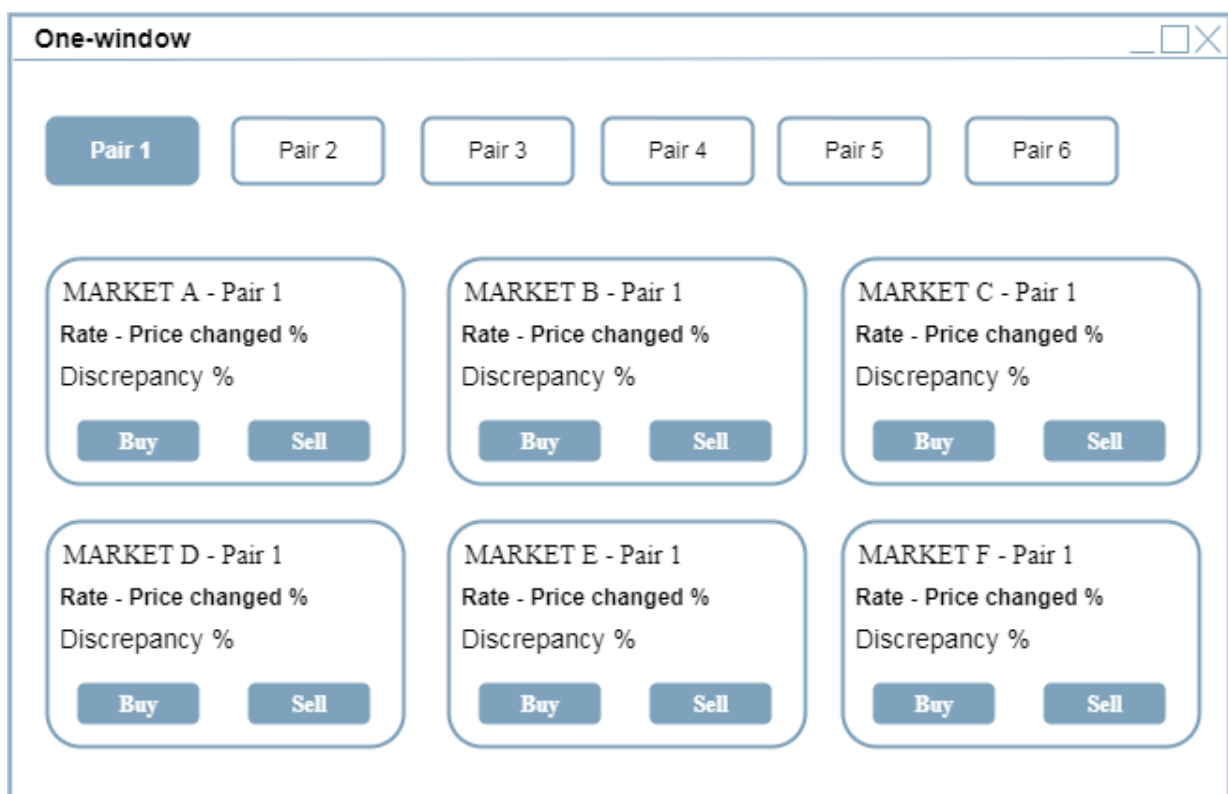 One-window
Pair 1 Pair 2 Pair 3 Pair 4 Pair 5 Pair 6
MARKET A - Pair 1
Rate - Price changed %
Discrepancy %
Buy Sell
MARKET B - Pair 1
Rate - Price changed %
Discrepancy %
Buy Sell
MARKET C - Pair 1
Rate - Price changed %
Discrepancy %
Buy Sell
MARKET D - Pair 1
Rate - Price changed %
Discrepancy %
Buy Sell
MARKET E - Pair 1
Rate - Price changed %
Discrepancy %
Buy Sell
MARKET F - Pair 1
Rate - Price changed %
Discrepancy %
Buy Sell